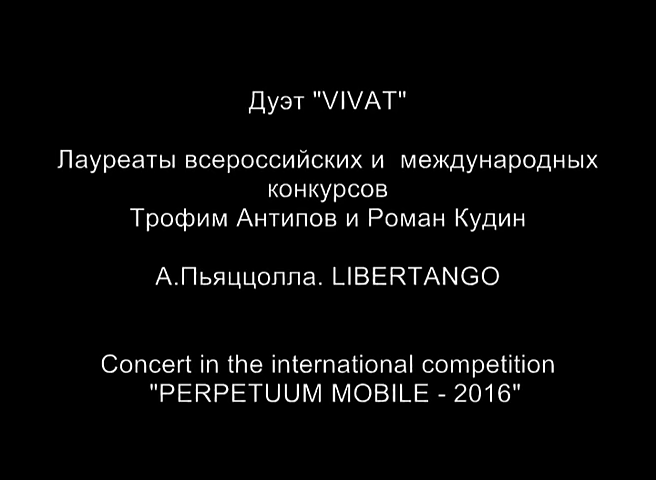 Дуэт "VIVAT"
Лауреаты всероссийских и международных
конкурсов
Трофим Антипов и Роман Кудин
А.Пьяццолла. LIBERTANGO
Concert in the international competition
"PERPETUUM MOBILE - 2016"